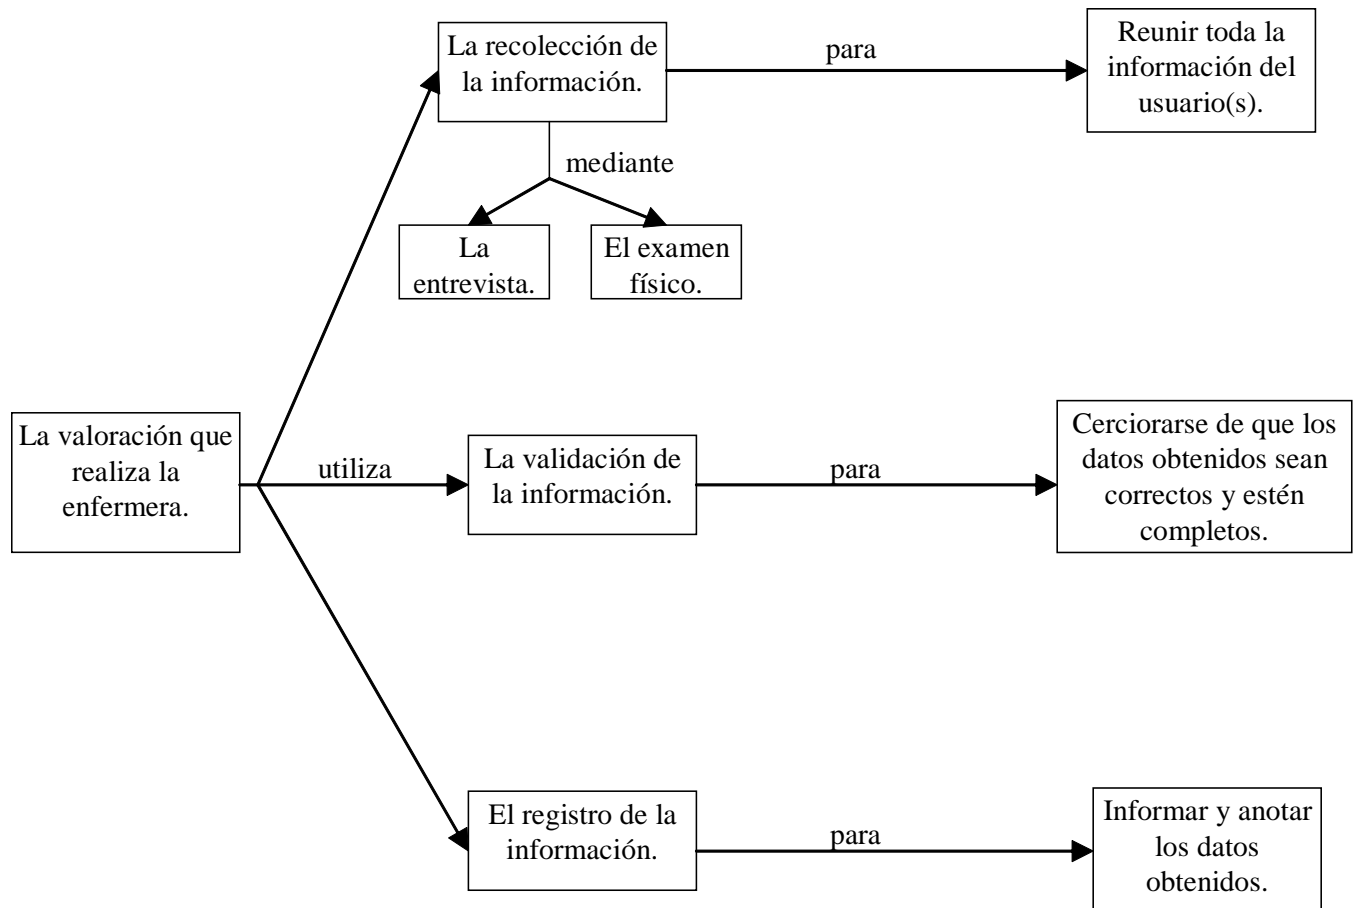 La recolección de
la información.
para
Reunir toda la
información del
usuario(s).
mediante
La
entrevista.
El examen
físico.
La valoración que
realiza la
enfermera.
utiliza
La validación de
la información.
para
Cerciorarse de que los
datos obtenidos sean
correctos y estén
completos.
El registro de la
información.
para
Informar y anotar
los datos
obtenidos.